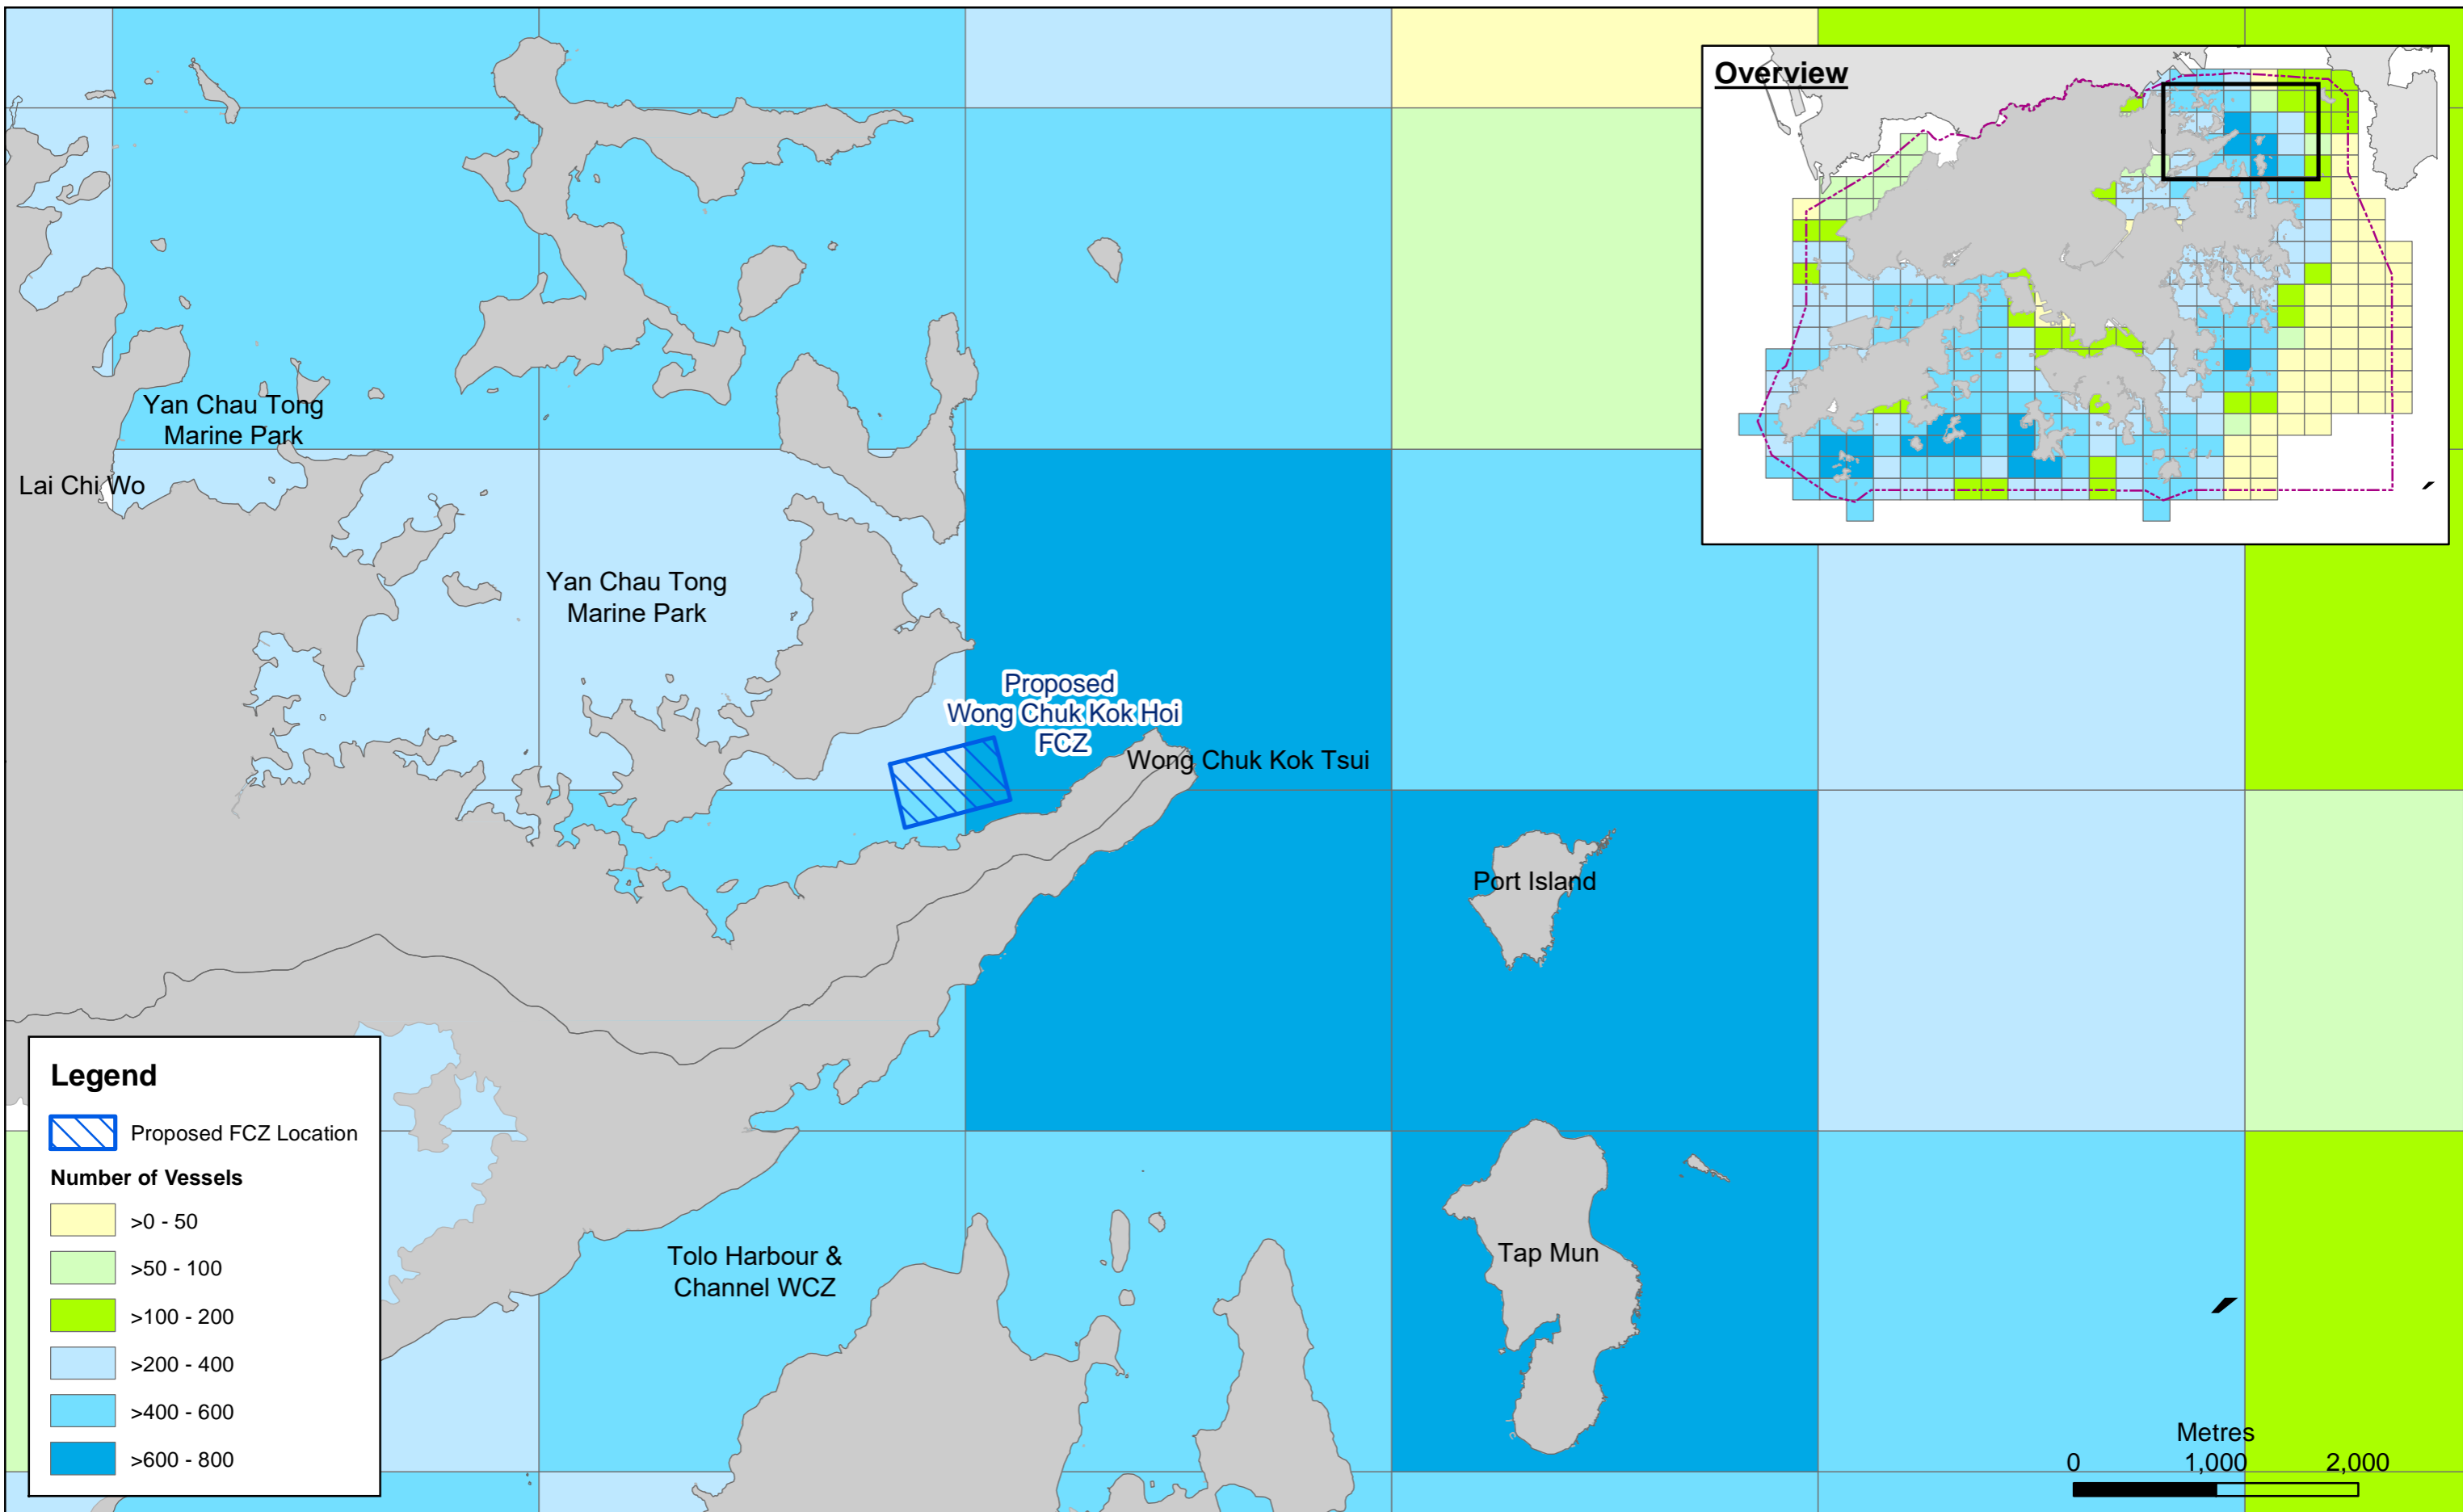 Overview
Yan Chau Tong
Marine Park
Lai Chi Wo
Yan Chau Tong
Marine Park
Proposed
Wong Chuk Kok Hoi
FCZ
Wong Chuk Kok Tsui
Port Island
Tap Mun
Tolo Harbour &
Channel WCZ
Legend
Proposed FCZ Location
Number of Vessels
>0 - 50
>50 - 100
>100 - 200
>200 - 400
>400 - 600
>600 - 800
Metres
0 1,000 2,000